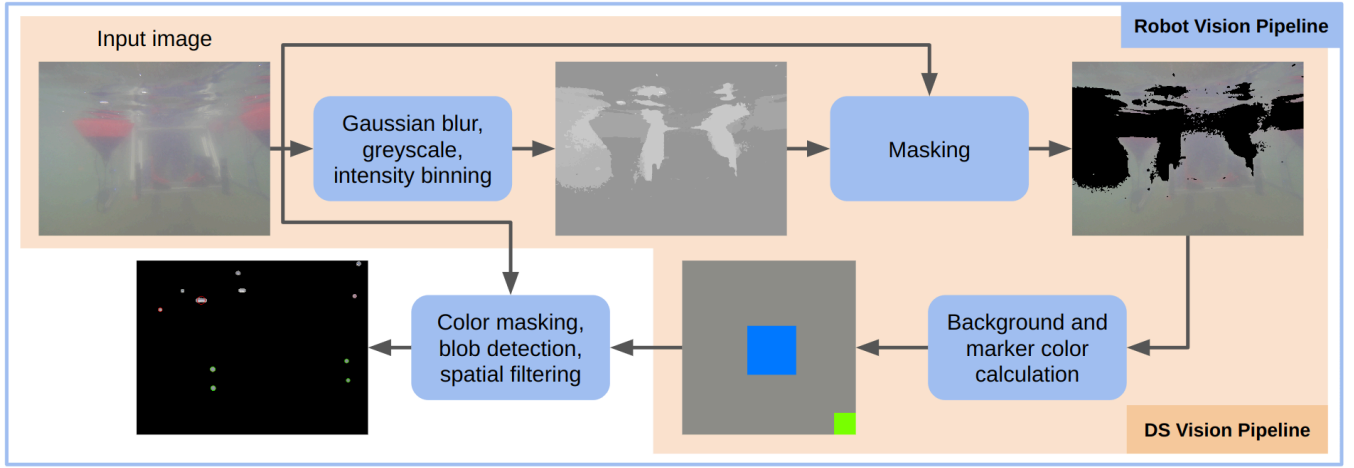 Robot Vision Pipeline
Input image
Gaussian blur,
greyscale,
intensity binning
Masking
Color masking,
blob detection,
spatial filtering
Background and
marker color
calculation
DS Vision Pipeline